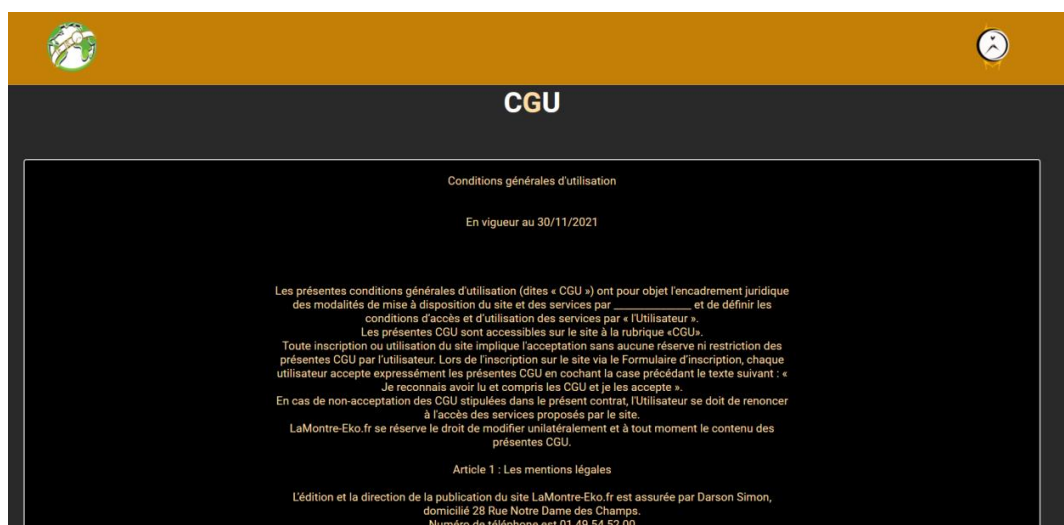 CGU
Conditions générales d'utilisation
En vigueur au 30/11/2021
Les présentes conditions générales d'utilisation (dites « CGU ») ont pour objet l'encadrement juridique
des modalités de mise à disposition du site et des services par _____________ et de définir les
conditions d'accès et d'utilisation des services par « l'Utilisateur ».
Les présentes CGU sont accessibles sur le site à la rubrique «CGU».
Toute inscription ou utilisation du site implique l'acceptation sans aucune réserve ni restriction des
présentes CGU par l'utilisateur. Lors de l'inscription sur le site via le Formulaire d'inscription, chaque
utilisateur accepte expressément les présentes CGU en cochant la case précédant le texte suivant : «
Je reconnais avoir lu et compris les CGU et je les accepte ».
En cas de non-acceptation des CGU stipulées dans le présent contrat, l'Utilisateur se doit de renoncer
à l'accès des services proposés par le site.
LaMontre-Eko.fr se réserve le droit de modifier unilatéralement et à tout moment le contenu des
présentes CGU.
Article 1 : Les mentions légales
L'édition et la direction de la publication du site LaMontre-Eko.fr est assurée par Darson Simon,
domicilié 28 Rue Notre Dame des Champs.
Numéro de téléphone est 01 49 54 52 00